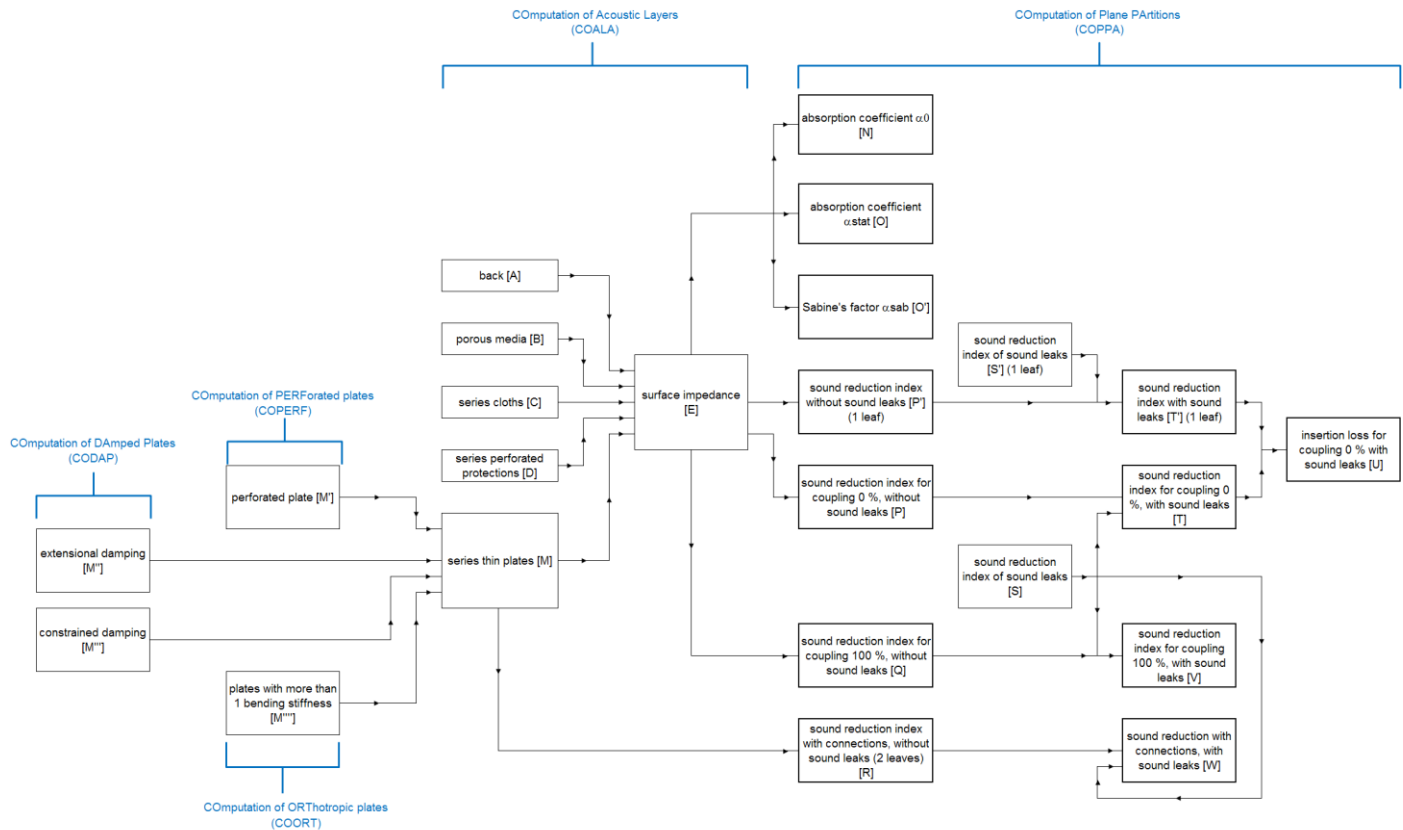 COmputation of Acoustic Layers
(COALA)
COmputation of Plane PArtitions
(COPPA)
absorption coefficient α0
[N]
absorption coefficient
αstat [O]
Sabine's factor αsab [O']
back [A]
porous media [B]
series cloths [C]
series perforated
protections [D]
surface impedance
[E]
sound reduction
index of sound leaks
[S'] (1 leaf)
sound reduction index
without sound leaks [P']
(1 leaf)
sound reduction
index with sound
leaks [T'] (1 leaf)
insertion loss for
coupling 0 % with
sound leaks [U]
COmputation of PERForated plates
(COPERF)
COmputation of DAmped Plates
(CODAP)
perforated plate [M']
sound reduction index for
coupling 0 %, without
sound leaks [P]
sound reduction
index for coupling 0
%, with sound leaks
[T]
extensional damping
[M'']
series thin plates [M]
sound reduction
index of sound leaks
[S]
constrained damping
[M''']
sound reduction index for
coupling 100 %, without
sound leaks [Q]
sound reduction
index for coupling
100 %, with sound
leaks [V]
plates with more than
1 bending stiffness
[M'''']
sound reduction index
with connections, without
sound leaks (2 leaves)
[R]
sound reduction with
connections, with
sound leaks [W]
COmputation of ORThotropic plates
(COORT)